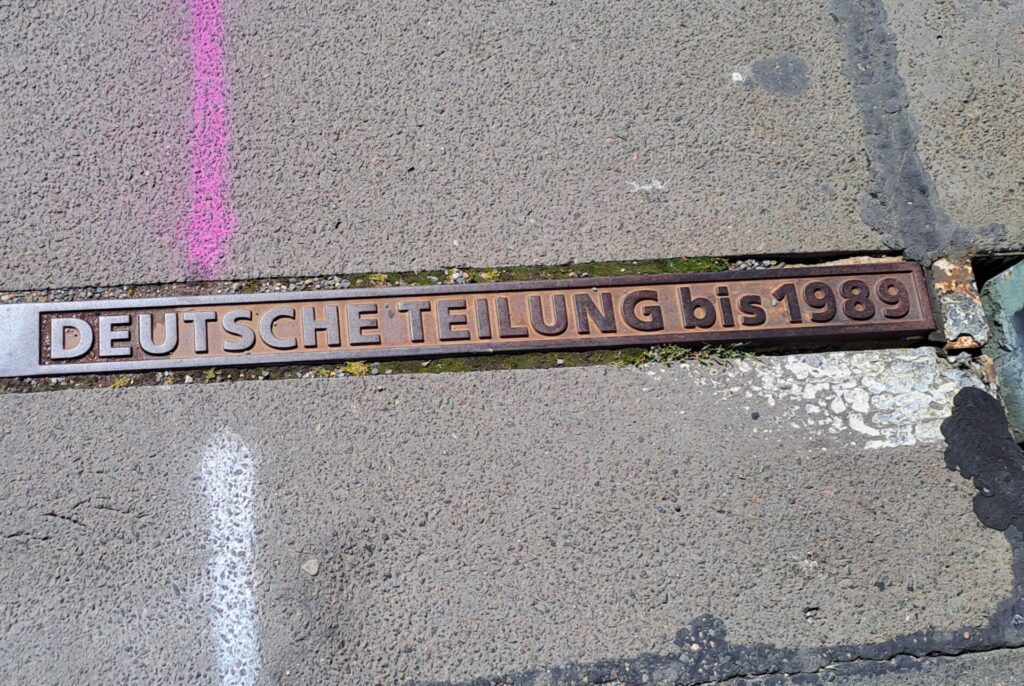 DEUTSCHE TEILUNG bis 1989